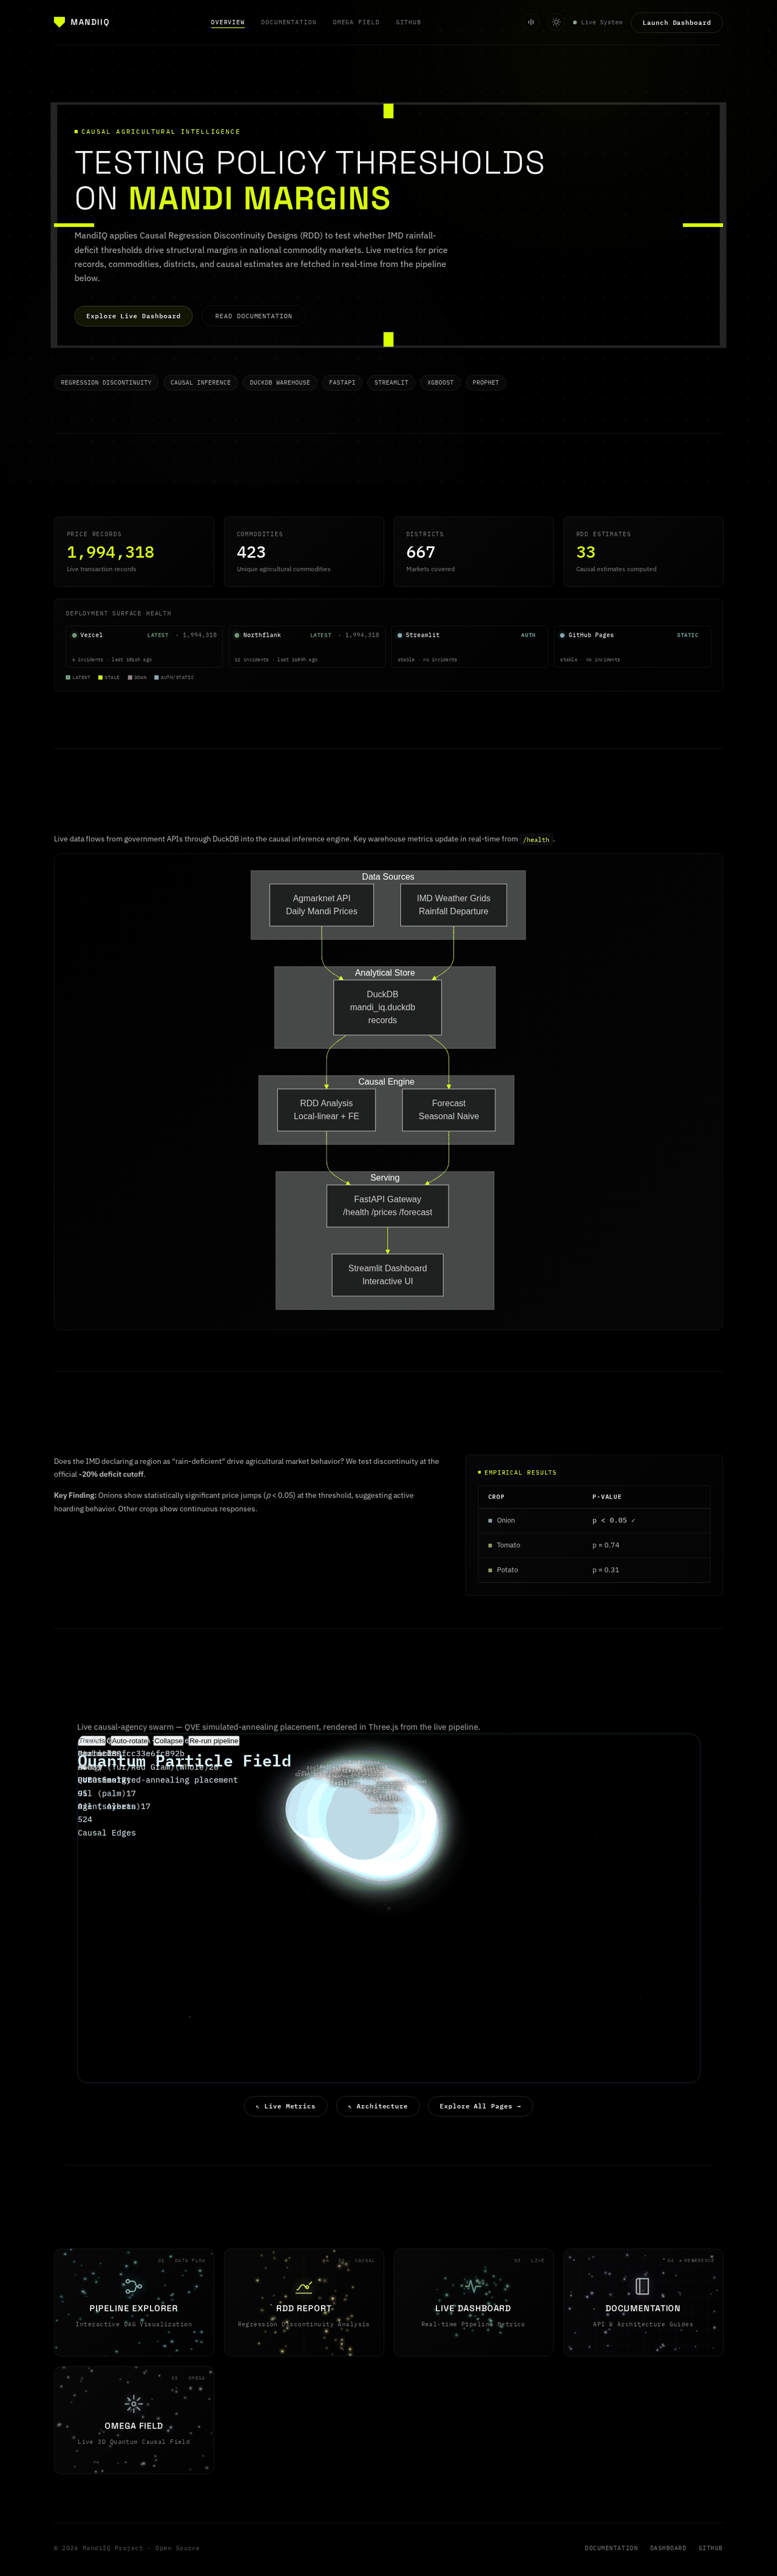 MANDIIQ
OVERVIEW DOCUMENTATION OMEGA FIELD GITHUB
Live System
Launch Dashboard
CAUSAL AGRICULTURAL INTELLIGENCE
TESTING POLICY THRESHOLDS
ON MANDI MARGINS
MandiIQ applies Causal Regression Discontinuity Designs (RDD) to test whether IMD rainfall-
deficit thresholds drive structural margins in national commodity markets. Live metrics for price
records, commodities, districts, and causal estimates are fetched in real-time from the pipeline
below.
Explore Live Dashboard
READ DOCUMENTATION
REGRESSION DISCONTINUITY CAUSAL INFERENCE DUCKDB WAREHOUSE FASTAPI STREAMLIT XGBOOST PROPHET
PRICE RECORDS
1,994,318
Live transaction records
COMMODITIES
423
Unique agricultural commodities
DISTRICTS
667
Markets covered
RDD ESTIMATES
33
Causal estimates computed
DEPLOYMENT SURFACE HEALTH
Vercel LATEST · 1,994,318
Northflank LATEST · 1,994,318
Streamlit AUTH
stable · no incidents
GitHub Pages STATIC
stable · no incidents
LATEST STALE DOWN AUTH/STATIC
Live data flows from government APIs through DuckDB into the causal inference engine. Key warehouse metrics update in real-time from /health.
Data Sources
Agmarknet API
Daily Mandi Prices
IMD Weather Grids
Rainfall Departure
Analytical Store
DuckDB
mandi_iq.duckdb
records
Causal Engine
RDD Analysis
Local-linear + FE
Forecast
Seasonal Naive
Serving
FastAPI Gateway
/health /prices /forecast
Streamlit Dashboard
Interactive UI
Does the IMD declaring a region as "rain-deficient" drive agricultural market behavior? We test discontinuity at the
official -20% deficit cutoff.
Key Finding: Onions show statistically significant price jumps (p < 0.05) at the threshold, suggesting active
hoarding behavior. Other crops show continuous responses.
EMPIRICAL RESULTS
CROP P-VALUE
Onion p < 0.05 ✓
Tomato p = 0.74
Potato p = 0.31
Live causal-agency swarm — QVE simulated-annealing placement, rendered in Three.js from the live pipeline.
Auto-rotate Collapse Re-run pipeline
Quantum Particle Field
524
Causal Edges
↖ Live Metrics
↖ Architecture
Explore All Pages →
01 · DATA FLOW
PIPELINE EXPLORER
Interactive DAG Visualization
CAUSAL
RDD REPORT
Regression Discontinuity Analysis
03 · LIVE
LIVE DASHBOARD
Real-time Pipeline Metrics
04 · REFERENCE
DOCUMENTATION
API & Architecture Guides
05 · OMEGA
OMEGA FIELD
Live 3D Quantum Causal Field
© 2026 MandiIQ Project · Open Source
DOCUMENTATION DASHBOARD GITHUB